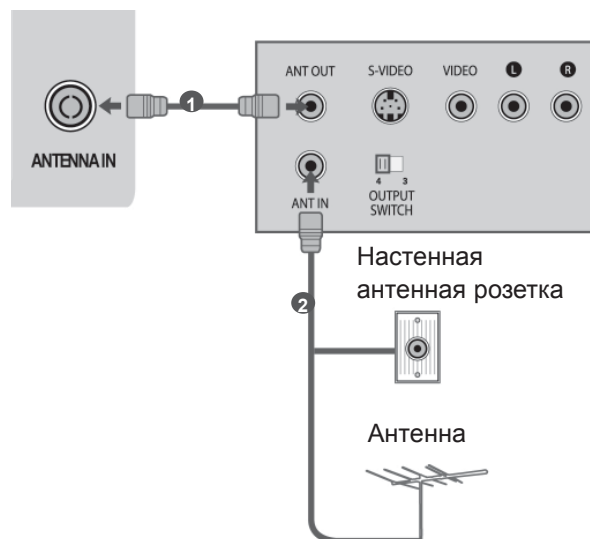 ANT OUT
S-VIDEO
VIDEO
L
R
1
ANTENNA IN
ANT IN
4 3
OUTPUT
SWITCH
Настенная
антенная розетка
2
Антенна